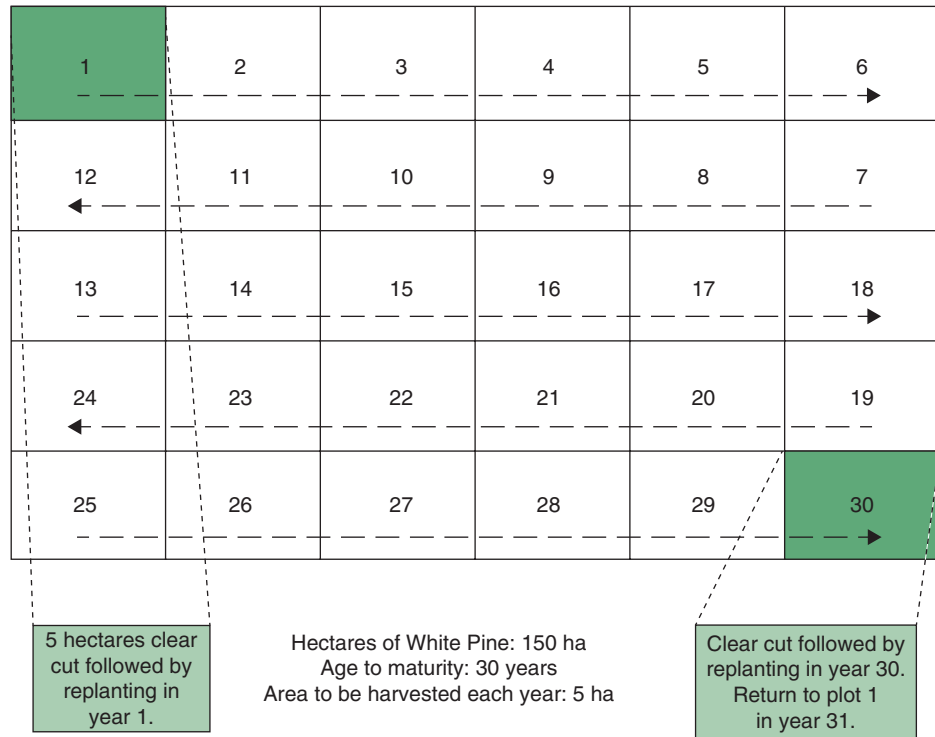 1 2 3 4 5 6
12 11 10 9 8 7
13 14 15 16 17 18
24 23 22 21 20 19
25 26 27 28 29 30
5 hectares clear
cut followed by
replanting in
year 1.
Hectares of White Pine: 150 ha
Age to maturity: 30 years
Area to be harvested each year: 5 ha
Clear cut followed by
replanting in year 30.
Return to plot 1
in year 31.